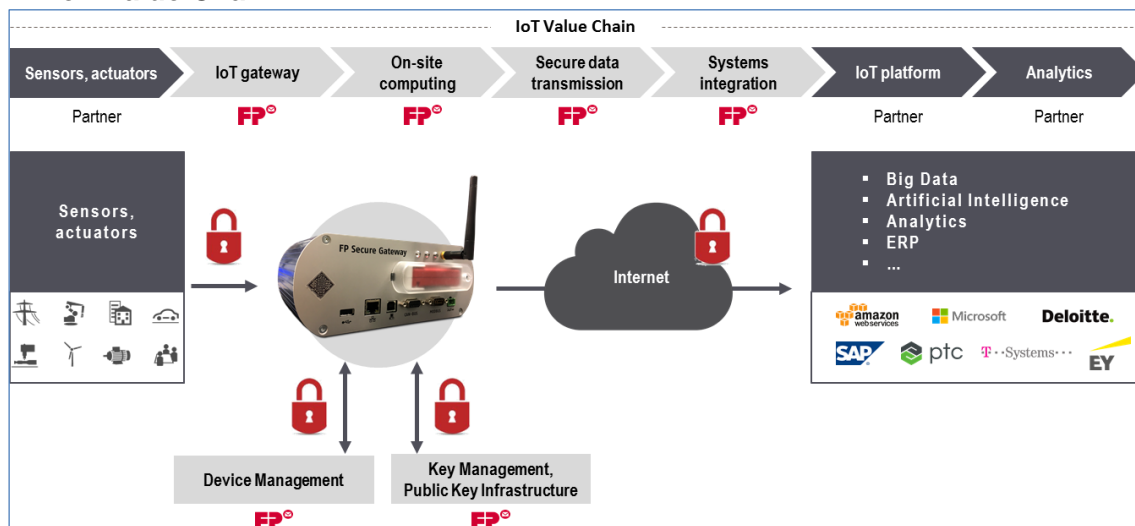 IoT Value Chain
Sensors, actuators
IoT gateway
On-site
computing
Secure data
transmission
Systems
integration
IoT platform
Analytics
Partner
FP
FP
FP
FP
Partner
Partner
Sensors,
actuators
FP Secure Gateway
Internet
▪ Big Data
▪ Artificial Intelligence
▪ Analytics
▪ ERP
▪ ...
amazon
webservices
Microsoft
Deloitte.
SAP
ptc
T··Systems···
EY
Device Management
Key Management,
Public Key Infrastructure
FP
FP